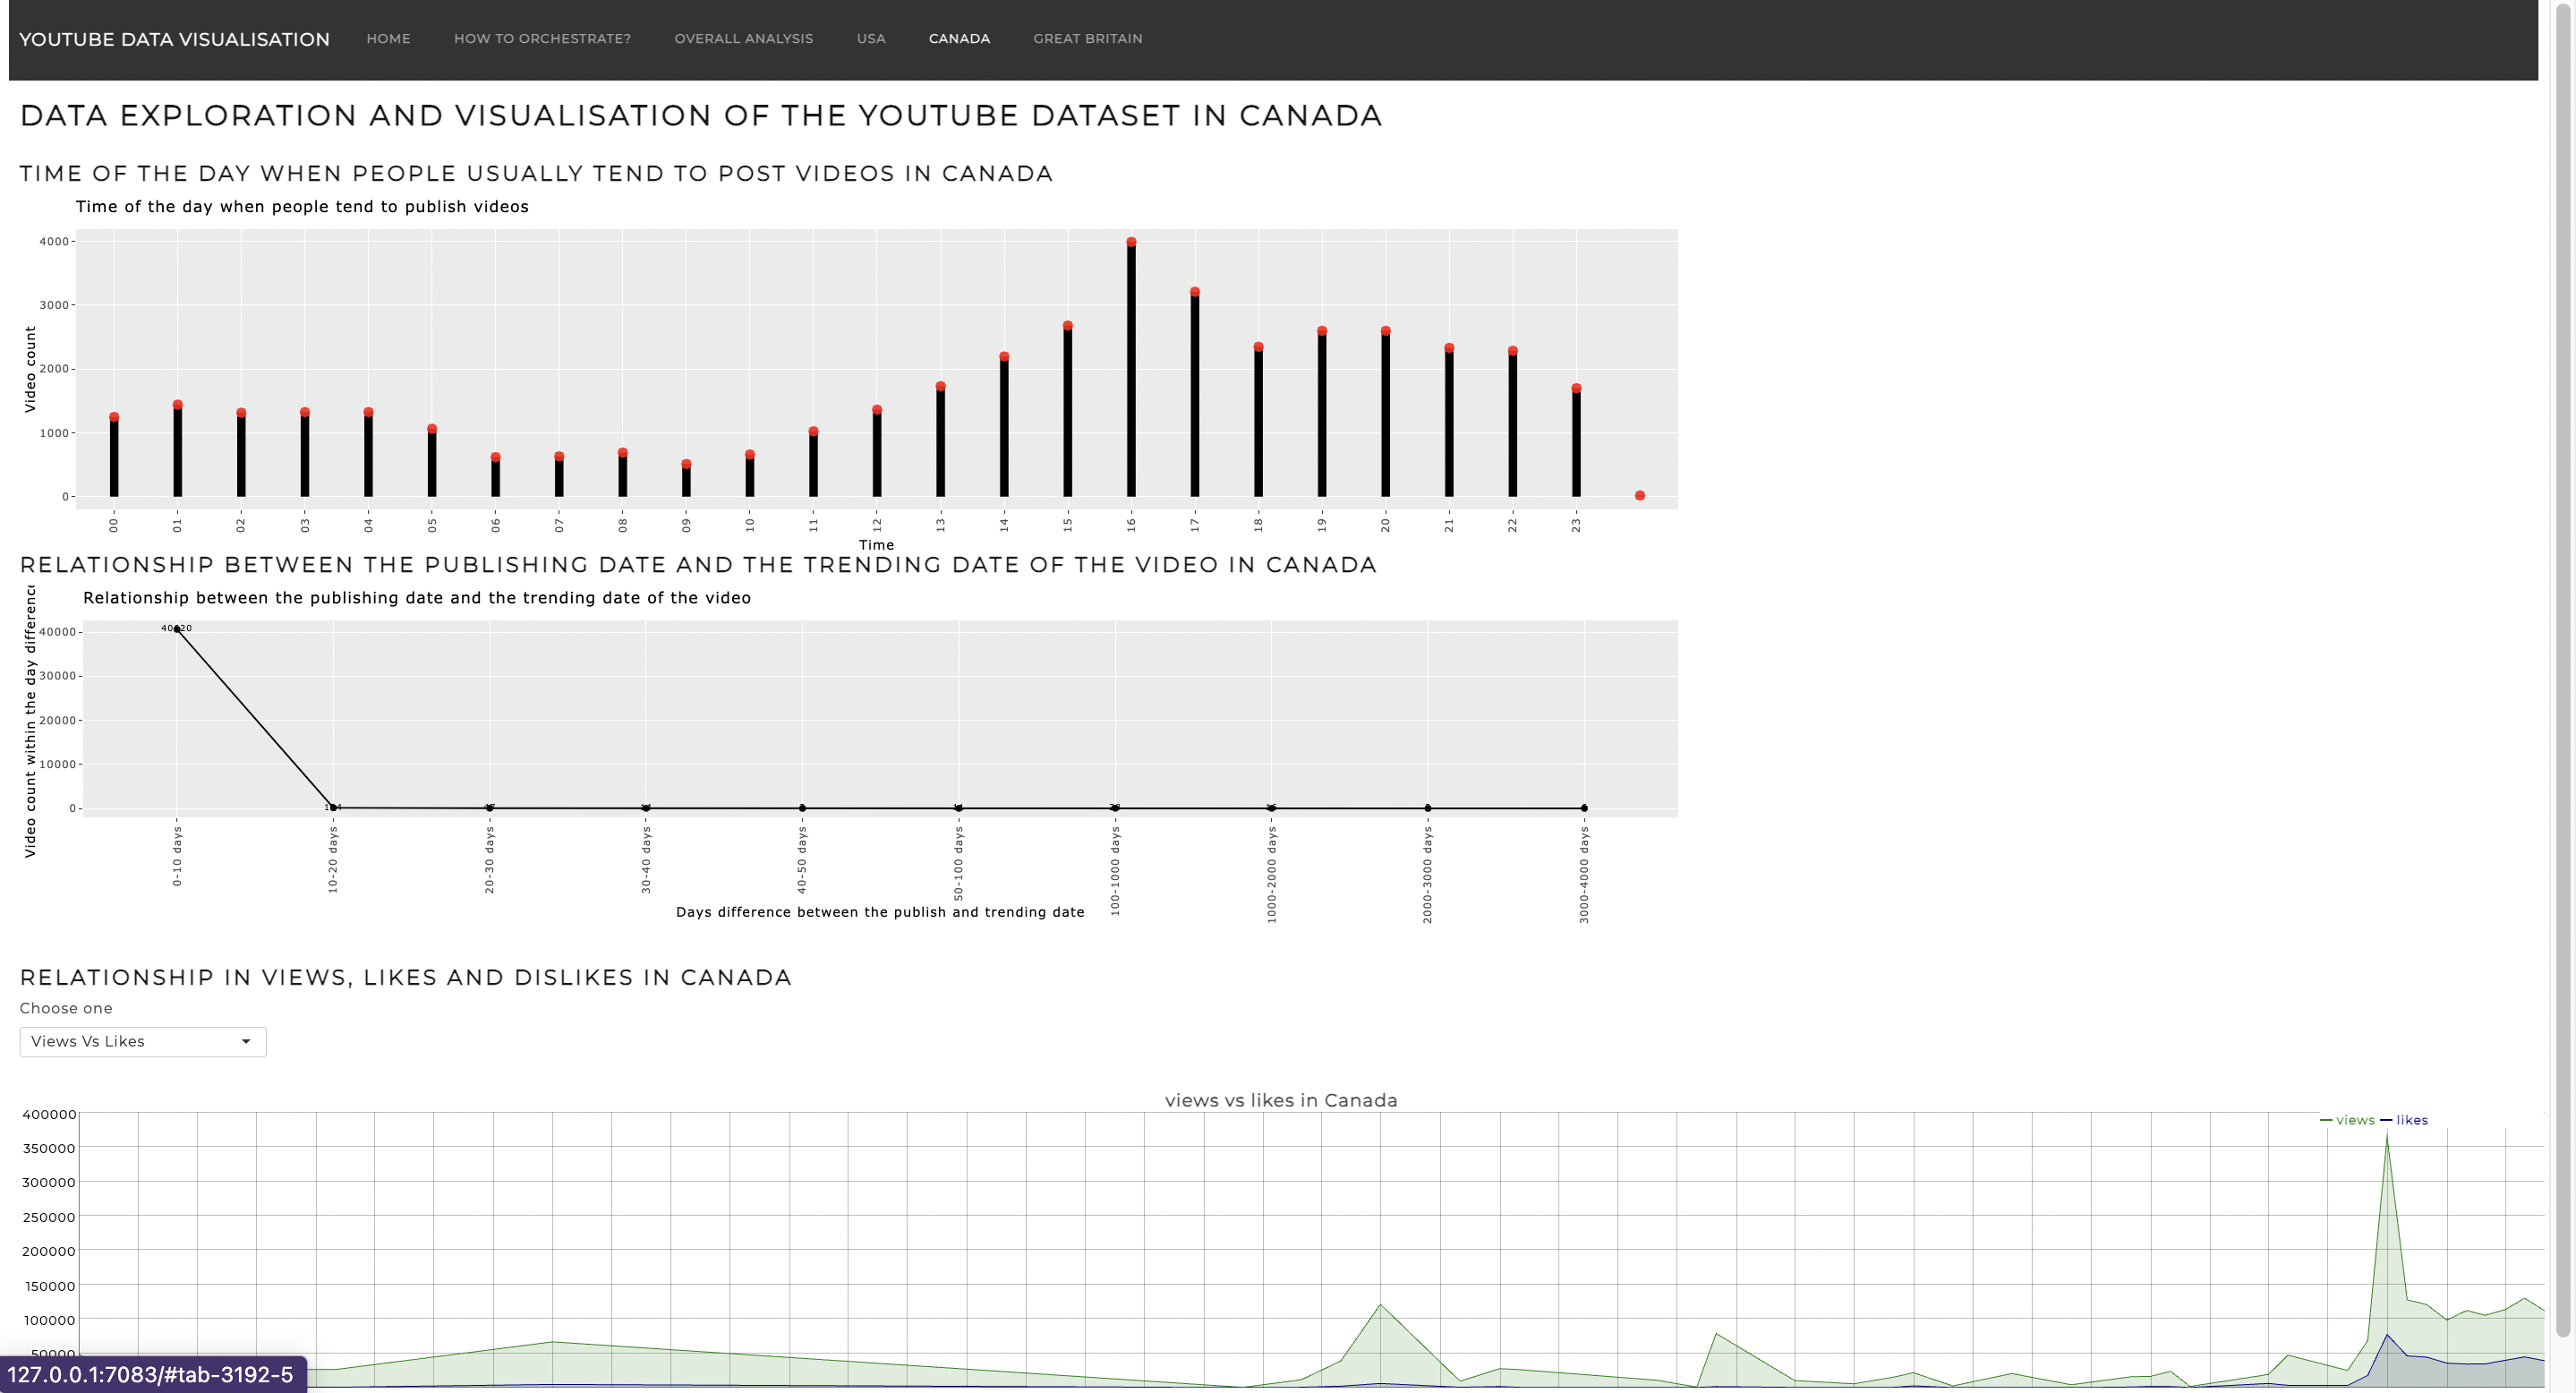 YOUTUBE DATA VISUALISATION HOME HOW TO ORCHESTRATE? OVERALL ANALYSIS USA CANADA GREAT BRITAIN
DATA EXPLORATION AND VISUALISATION OF THE YOUTUBE DATASET IN CANADA
TIME OF THE DAY WHEN PEOPLE USUALLY TEND TO POST VIDEOS IN CANADA
Time of the day when people tend to publish videos
Video count
4000
3000
2000
1000
0
00 01 02 03 04 05 06 07 08 09 10 11 12 13 14 15 16 17 18 19 20 21 22 23
Time
RELATIONSHIP BETWEEN THE PUBLISHING DATE AND THE TRENDING DATE OF THE VIDEO IN CANADA
Relationship between the publishing date and the trending date of the video
Video count within the day difference
40000
30000
20000
10000
0
0-10 days 10-20 days 20-30 days 30-40 days 40-50 days 50-100 days 100-1000 days 1000-2000 days 2000-3000 days 3000-4000 days
Days difference between the publish and trending date
RELATIONSHIP IN VIEWS, LIKES AND DISLIKES IN CANADA
Choose one
Views Vs Likes
views vs likes in Canada
views likes
400000
350000
300000
250000
200000
150000
100000
50000
127.0.0.1:7083/#tab-3192-5